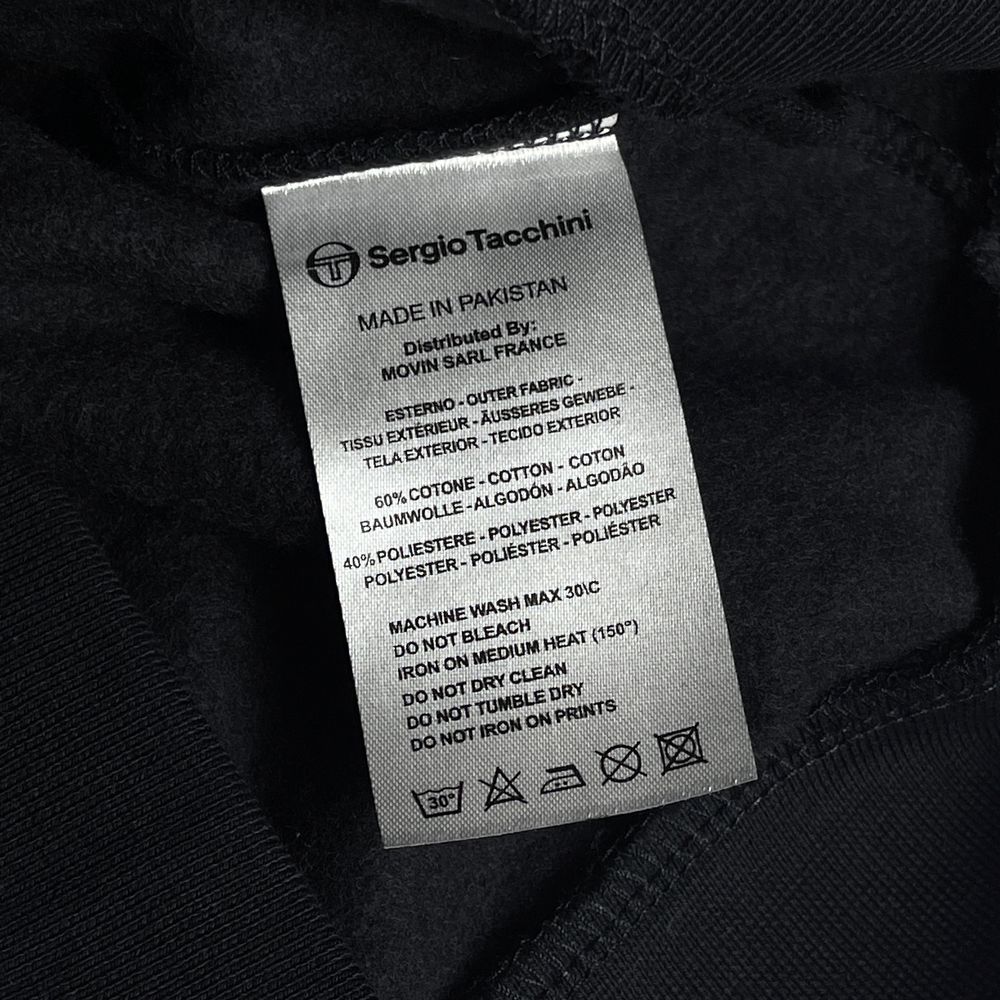 Sergio Tacchini
MADE IN PAKISTAN
Distributed By:
MOVIN SARL FRANCE
ESTERNO - OUTER FABRIC -
TISSU EXTÉRIEUR - ÄUSSERES GEWEBE -
TELA EXTERIOR - TECIDO EXTERIOR
60% COTONE - COTTON - COTON
BAUMWOLLE - ALGODÓN - ALGODÃO
40% POLIESTERE - POLYESTER - POLYESTER
POLYESTER - POLIÉSTER - POLIÉSTER
MACHINE WASH MAX 30\C
DO NOT BLEACH
IRON ON MEDIUM HEAT (150°)
DO NOT DRY CLEAN
DO NOT TUMBLE DRY
DO NOT IRON ON PRINTS
30°